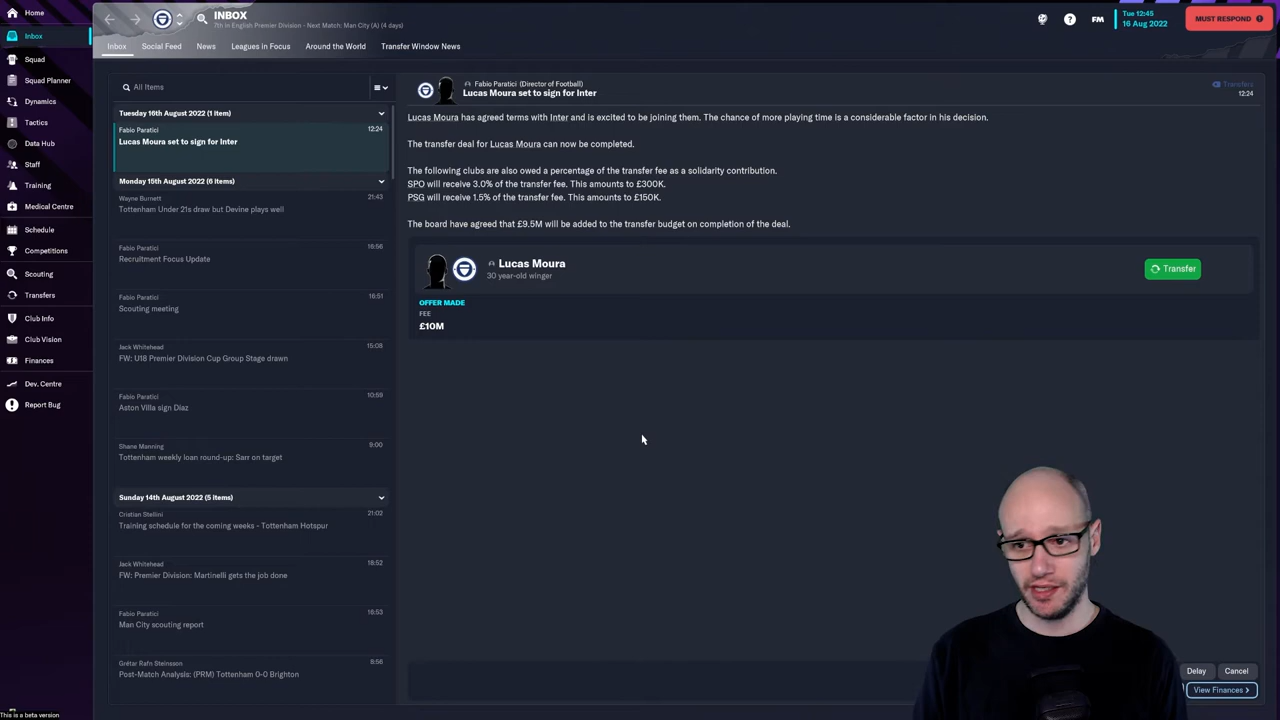 Home
Inbox
Squad
Squad Planner
Dynamics
Tactics
Data Hub
Staff
Training
Medical Centre
Schedule
Competitions
Scouting
Transfers
Club Info
Club Vision
Finances
Dev. Centre
Report Bug
This is a beta version
INBOX
7th in English Premier Division - Next Match: Man City (A) (4 days)
FM
Tue 12:45
16 Aug 2022
MUST RESPOND
Inbox
Social Feed
News
Leagues in Focus
Around the World
Transfer Window News
All Items
Tuesday 16th August 2022 (1 item)
Fabio Paratici 12:24
Lucas Moura set to sign for Inter
Monday 15th August 2022 (6 items)
Wayne Burnett 21:43
Tottenham Under 21s draw but Devine plays well
Fabio Paratici 16:56
Recruitment Focus Update
Fabio Paratici 16:51
Scouting meeting
Jack Whitehead 15:08
FW: U18 Premier Division Cup Group Stage drawn
Fabio Paratici 10:59
Aston Villa sign Diaz
Shane Manning 9:00
Tottenham weekly loan round-up: Sarr on target
Sunday 14th August 2022 (5 items)
Cristian Stellini 21:02
Training schedule for the coming weeks - Tottenham Hotspur
Jack Whitehead 18:52
FW: Premier Division: Martinelli gets the job done
Fabio Paratici 16:53
Man City scouting report
Grétar Rafn Steinsson 8:56
Post-Match Analysis: (PRM) Tottenham 0-0 Brighton
Fabio Paratici (Director of Football)
Lucas Moura set to sign for Inter
Transfers
12:24
Lucas Moura has agreed terms with Inter and is excited to be joining them. The chance of more playing time is a considerable factor in his decision.
The transfer deal for Lucas Moura can now be completed.
The following clubs are also owed a percentage of the transfer fee as a solidarity contribution.
SPO will receive 3.0% of the transfer fee. This amounts to £300K.
PSG will receive 1.5% of the transfer fee. This amounts to £150K.
The board have agreed that £9.5M will be added to the transfer budget on completion of the deal.
Lucas Moura
30 year-old winger
Transfer
OFFER MADE
FEE
£10M
Delay
Cancel
View Finances